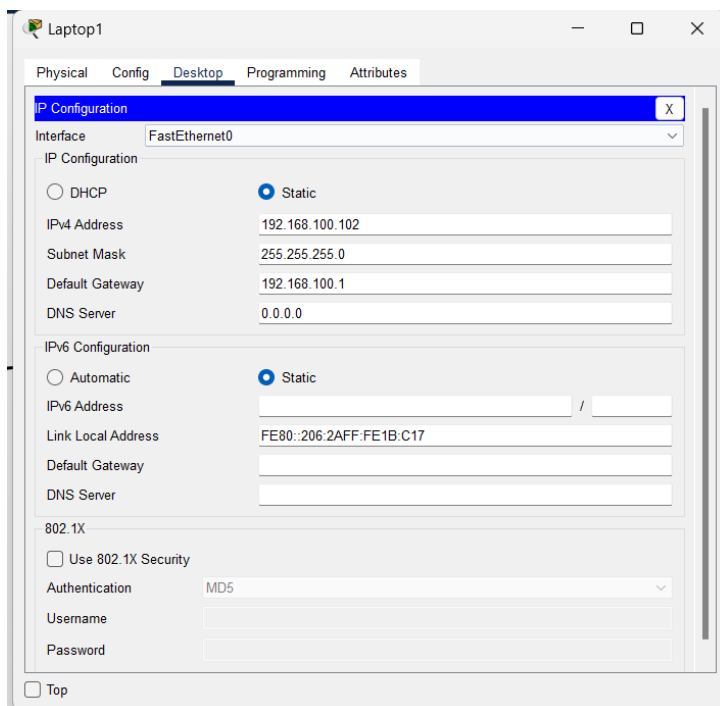 Laptop1
Physical Config Desktop Programming Attributes
IP Configuration X
Interface FastEthernet0
IP Configuration
DHCP Static
IPv4 Address 192.168.100.102
Subnet Mask 255.255.255.0
Default Gateway 192.168.100.1
DNS Server 0.0.0.0
IPv6 Configuration
Automatic Static
IPv6 Address /
Link Local Address FE80::206:2AFF:FE1B:C17
Default Gateway
DNS Server
802.1X
Use 802.1X Security
Authentication MD5
Username
Password
Top